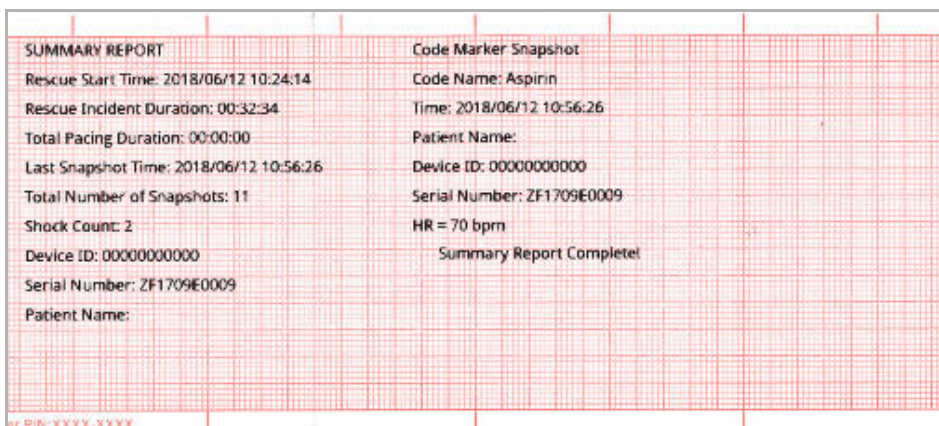 SUMMARY REPORT
Rescue Start Time: 2018/06/12 10:24:14
Rescue Incident Duration: 00:32:34
Total Pacing Duration: 00:00:00
Last Snapshot Time: 2018/06/12 10:56:26
Total Number of Snapshots: 11
Shock Count: 2
Device ID: 00000000000
Serial Number: ZF1709E0009
Patient Name:
Code Marker Snapshot
Code Name: Aspirin
Time: 2018/06/12 10:56:26
Patient Name:
Device ID: 00000000000
Serial Number: ZF1709E0009
HR = 70 bpm
Summary Report Complete!
P/N:XXXX-XXXX